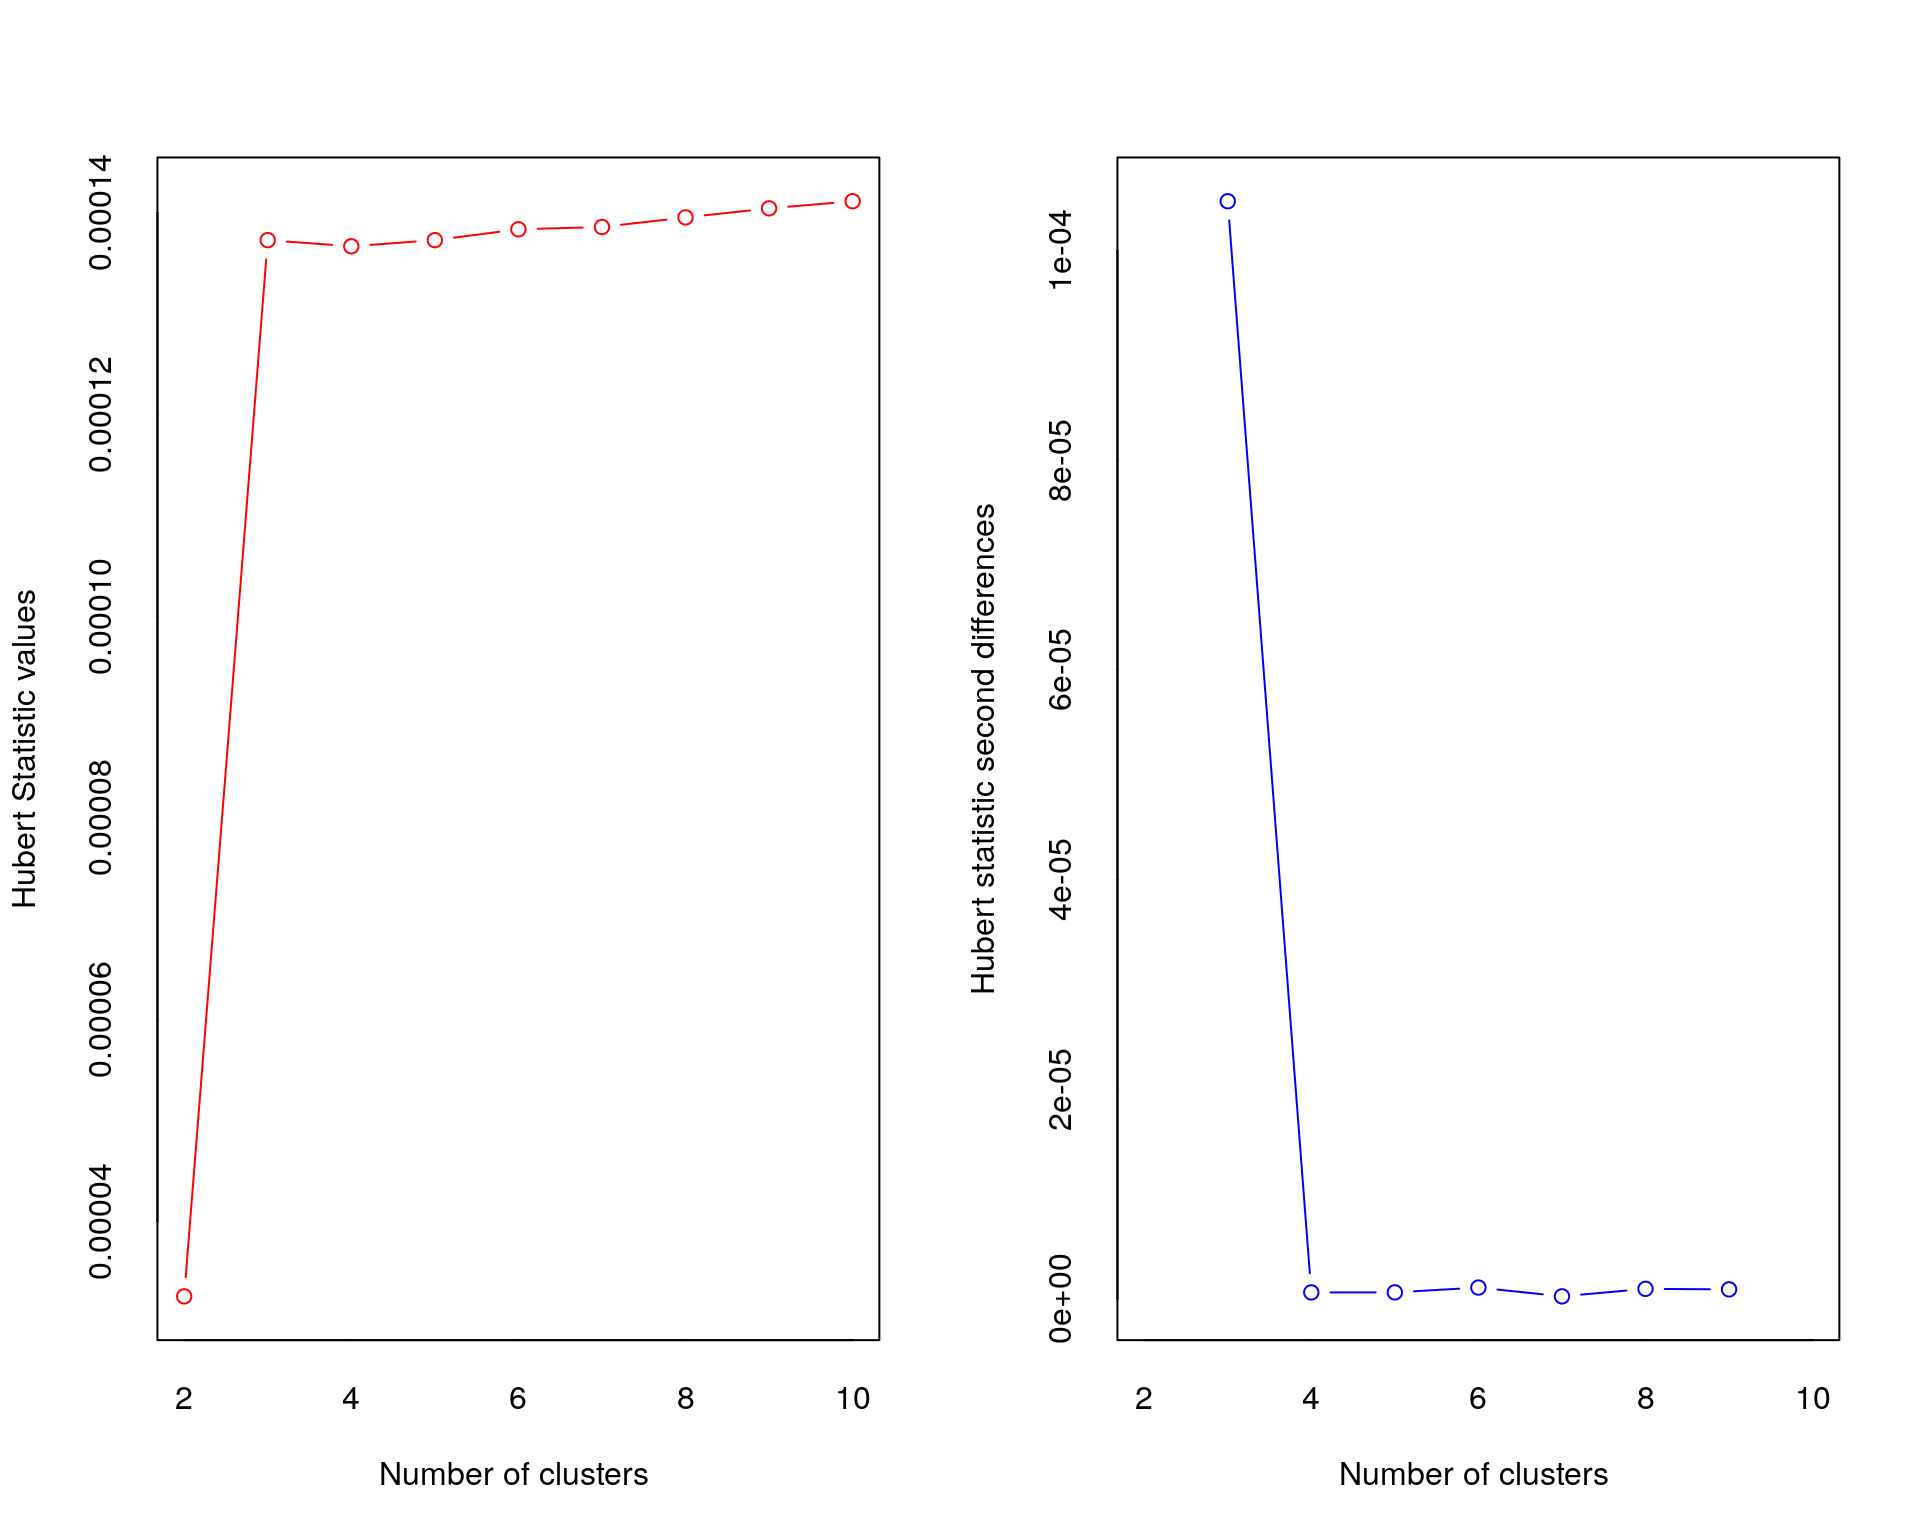 Hubert Statistic values
0.00004 0.00006 0.00008 0.00010 0.00012 0.00014
2 4 6 8 10
Number of clusters
Hubert statistic second differences
0e+00 2e-05 4e-05 6e-05 8e-05 1e-04
2 4 6 8 10
Number of clusters